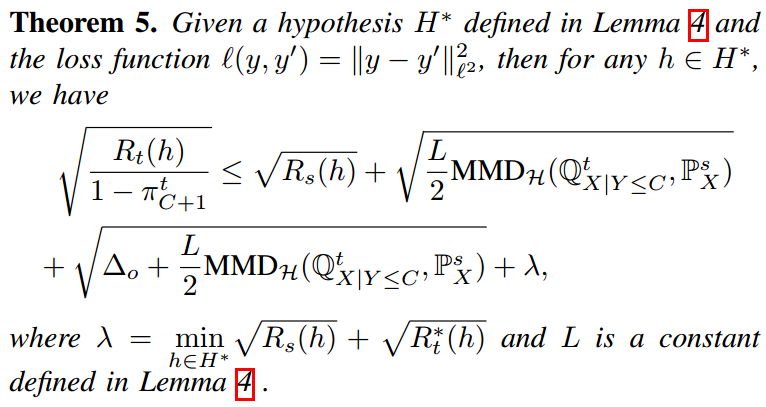 Theorem 5. Given a hypothesis H* defined in Lemma 4 and
the loss function ℓ(y, y′) = ‖y − y′‖²_{ℓ²}, then for any h ∈ H*,
we have
√(R_t(h) / (1 − π^t_{C+1})) ≤ √(R_s(h)) + √((L/2) MMD_ℋ(ℚ^t_{X|Y≤C}, ℙ^s_X))
+ √(Δ_o + (L/2) MMD_ℋ(ℚ^t_{X|Y≤C}, ℙ^s_X)) + λ,
where λ = min_{h∈H*} √(R_s(h)) + √(R*_t(h)) and L is a constant
defined in Lemma 4 .